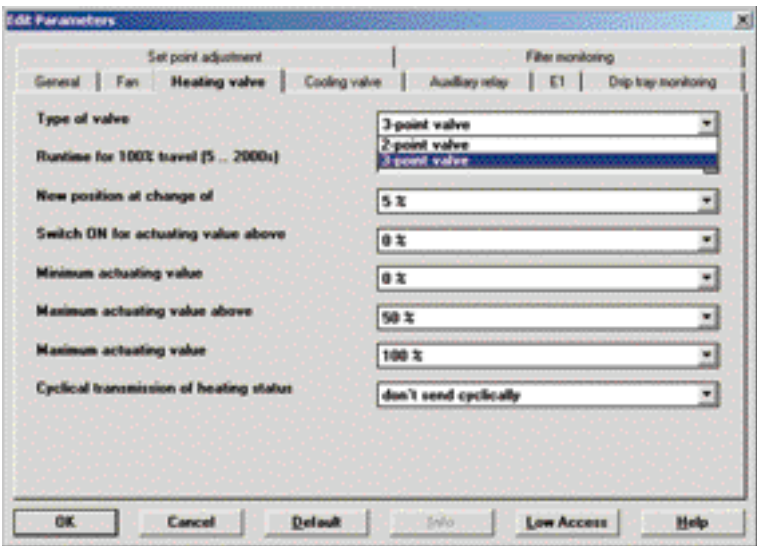 Edit Parameters
Set point adjustment Filter monitoring
General Fan Heating valve Cooling valve Auxiliary relay E1 Drip tray monitoring
Type of valve 3-point valve
2-point valve
Runtime for 100% travel (5 .. 2000s) 3-point valve
New position at change of 5 %
Switch ON for actuating value above 0 %
Minimum actuating value 0 %
Maximum actuating value above 50 %
Maximum actuating value 100 %
Cyclical transmission of heating status don't send cyclically
OK Cancel Default Info Low Access Help